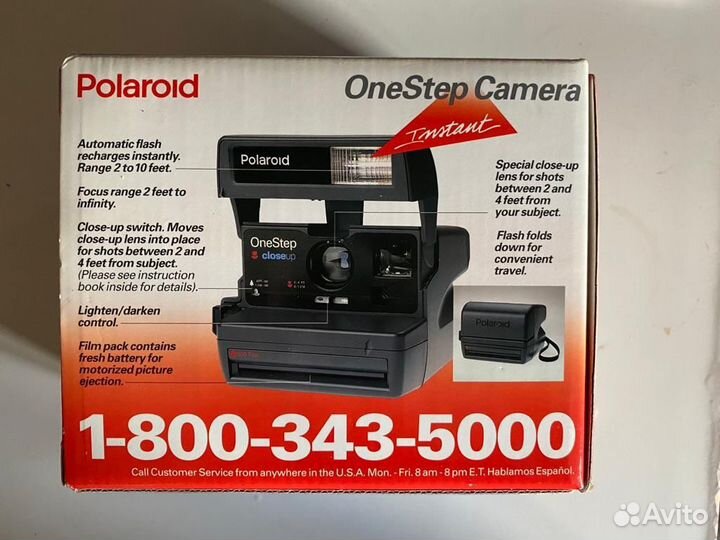 Polaroid
OneStep Camera
Instant
Automatic flash
recharges instantly.
Range 2 to 10 feet.
Focus range 2 feet to
infinity.
Close-up switch. Moves
close-up lens into place
for shots between 2 and
4 feet from subject.
(Please see instruction
book inside for details).
Lighten/darken
control.
Film pack contains
fresh battery for
motorized picture
ejection.
Polaroid
OneStep
closeup
Special close-up
lens for shots
between 2 and
4 feet from
your subject.
Flash folds
down for
convenient
travel.
Polaroid
1-800-343-5000
Call Customer Service from anywhere in the U.S.A. Mon. - Fri. 8 am - 8 pm E.T. Hablamos Español.
Avito